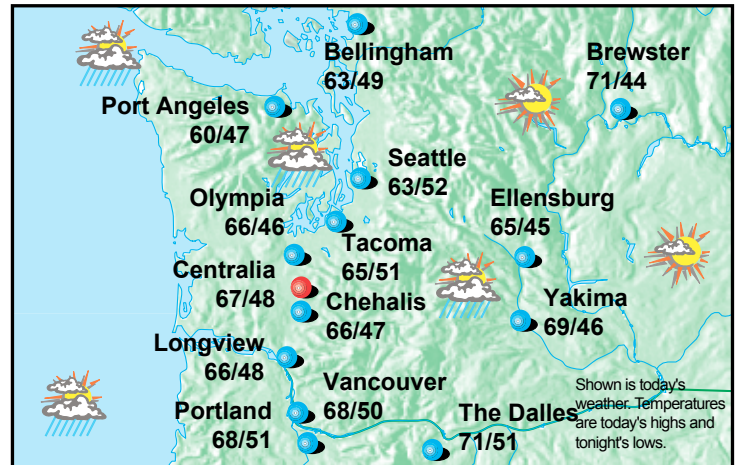 Bellingham
63/49
Brewster
71/44
Port Angeles
60/47
Seattle
63/52
Olympia
66/46
Ellensburg
65/45
Tacoma
65/51
Centralia
67/48
Chehalis
66/47
Yakima
69/46
Longview
66/48
Vancouver
68/50
Portland
68/51
The Dalles
71/51
Shown is today's
weather. Temperatures
are today's highs and
tonight's lows.